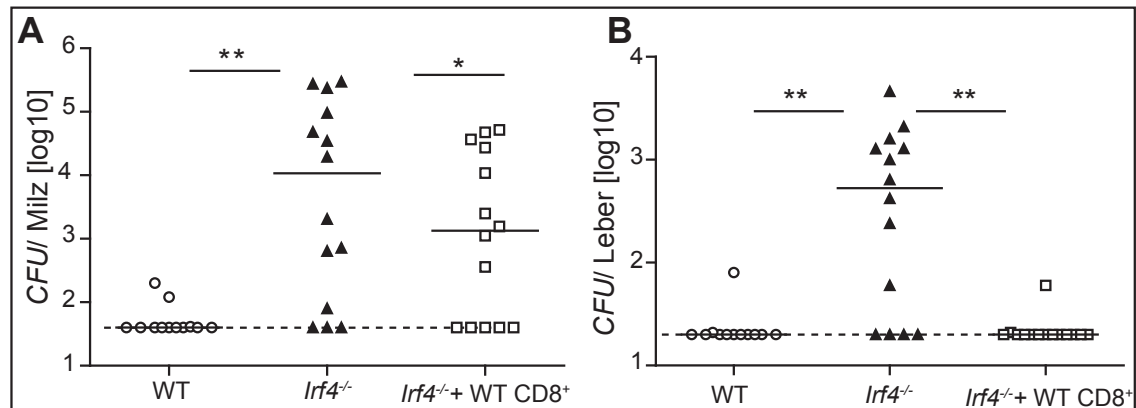 A
CFU/ Milz [log10]
6
5
4
3
2
1
**
*
WT
Irf4-/-
Irf4-/-+ WT CD8+
B
CFU/ Leber [log10]
4
3
2
1
**
**
WT
Irf4-/-
Irf4-/-+ WT CD8+